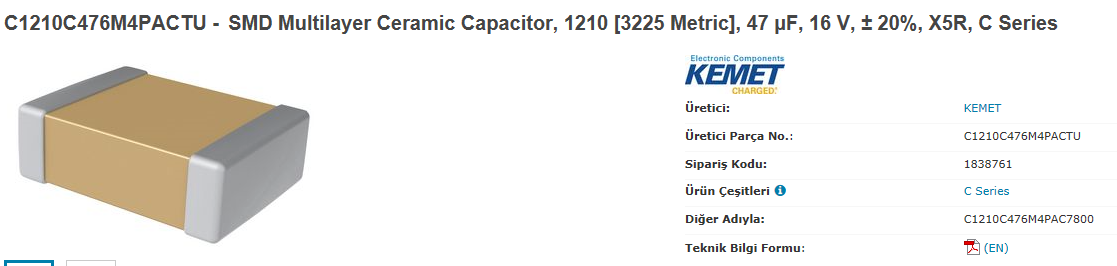 C1210C476M4PACTU - SMD Multilayer Ceramic Capacitor, 1210 [3225 Metric], 47 µF, 16 V, ± 20%, X5R, C Series
Electronic Components
KEMET
CHARGED.®
Üretici: KEMET
Üretici Parça No.: C1210C476M4PACTU
Sipariş Kodu: 1838761
Ürün Çeşitleri C Series
Diğer Adıyla: C1210C476M4PAC7800
Teknik Bilgi Formu: (EN)